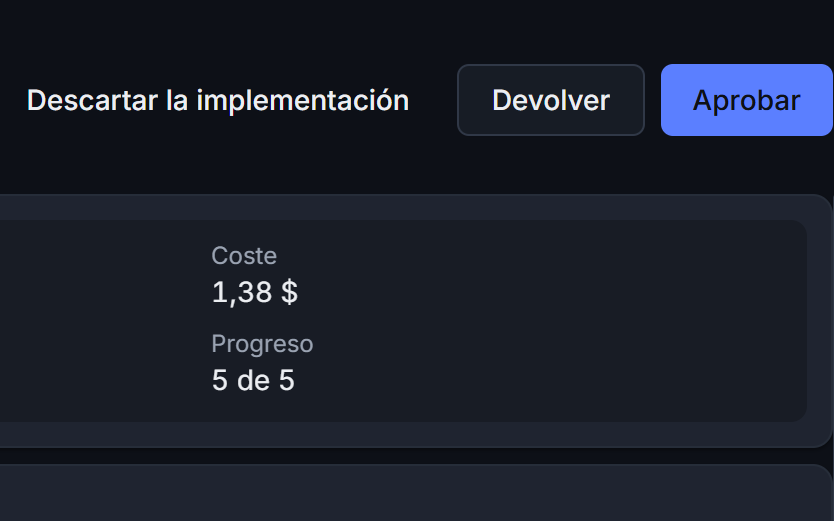 Descartar la implementación
Devolver
Aprobar
Coste
1,38 $
Progreso
5 de 5